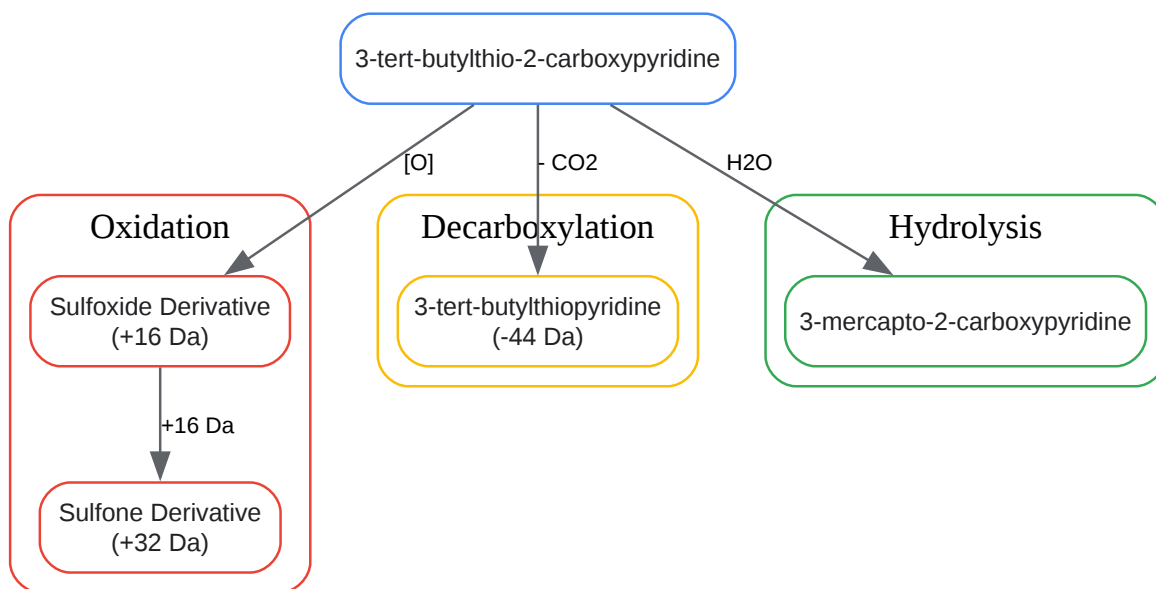 3-tert-butylthio-2-carboxypyridine
[O]
- CO2
H2O
Oxidation
Decarboxylation
Hydrolysis
Sulfoxide Derivative
(+16 Da)
3-tert-butylthiopyridine
(-44 Da)
3-mercapto-2-carboxypyridine
+16 Da
Sulfone Derivative
(+32 Da)